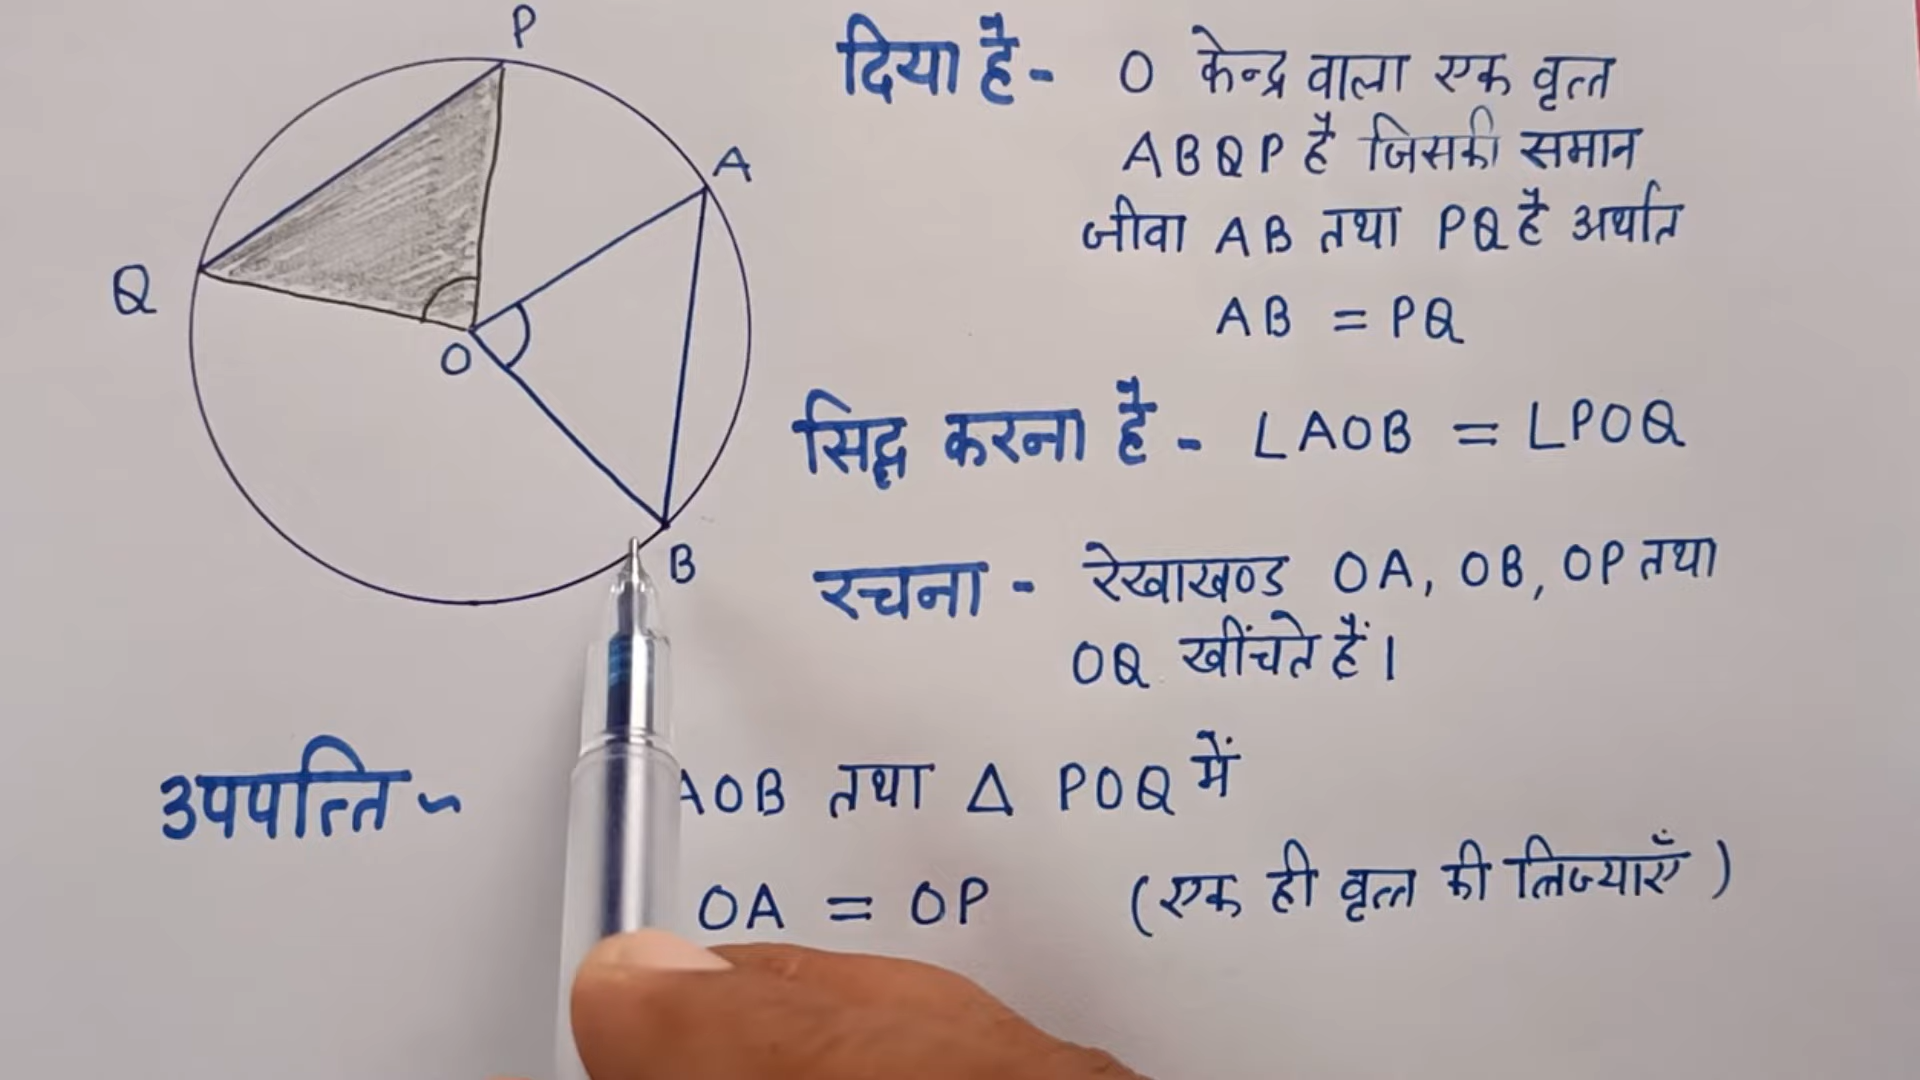 P
A
Q
O
B
दिया है- O केन्द्र वाला एक वृत्त
ABQP है जिसकी समान
जीवा AB तथा PQ है अर्थात
AB = PQ
सिद्ध करना है - ∠AOB = ∠POQ
रचना - रेखाखण्ड OA, OB, OP तथा
OQ खींचते हैं।
उपपत्ति - AOB तथा Δ POQ में
OA = OP (एक ही वृत्त की त्रिज्याएँ)